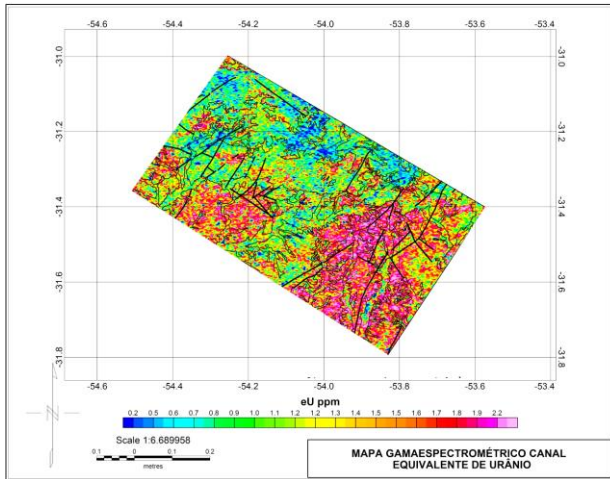 -54.6 -54.4 -54.2 -54.0 -53.8 -53.6 -53.4
-31.0 -31.0
-31.2 -31.2
-31.4 -31.4
-31.6 -31.6
-31.8 -31.8
-54.6 -54.4 -54.2 -54.0 -53.8 -53.6 -53.4
eU ppm
0.2 0.5 0.6 0.7 0.8 0.8 0.9 1.0 1.0 1.1 1.2 1.2 1.3 1.4 1.5 1.5 1.6 1.7 1.8 1.9 2.2
Scale 1:6.689958
0.1 0 0.1 0.2
metres
MAPA GAMAESPECTROMÉTRICO CANAL
EQUIVALENTE DE URÂNIO